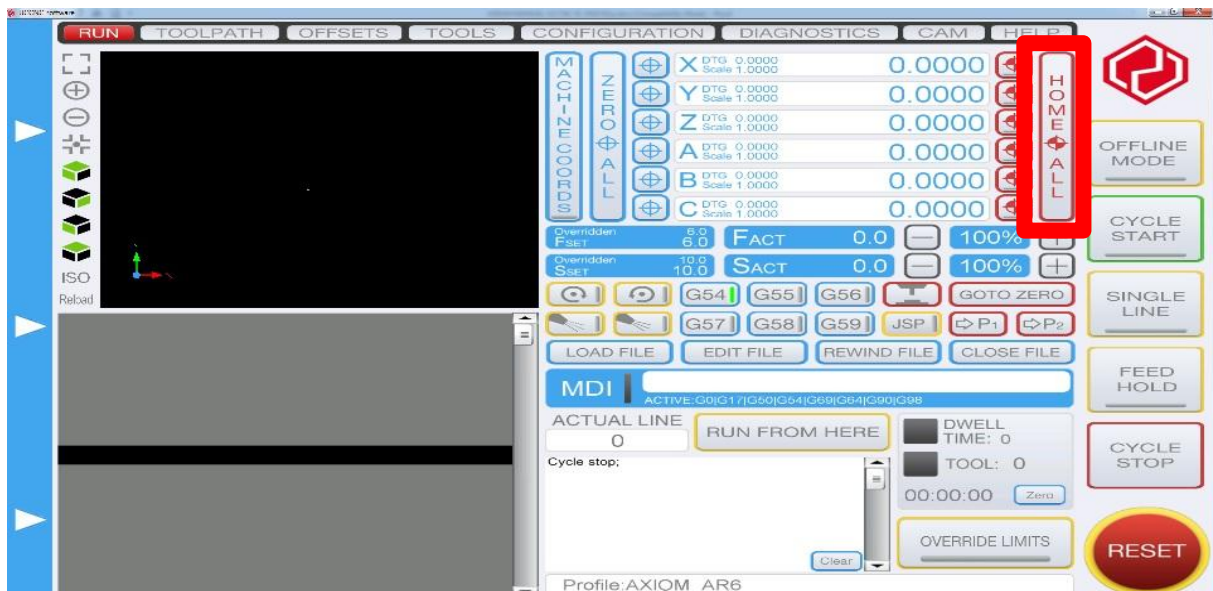 RUN TOOLPATH OFFSETS TOOLS CONFIGURATION DIAGNOSTICS CAM HELP
ISO
Reload
MACHINE COORDS
ZERO ALL
X DTG 0.0000 Scale 1.0000 0.0000
Y DTG 0.0000 Scale 1.0000 0.0000
Z DTG 0.0000 Scale 1.0000 0.0000
A DTG 0.0000 Scale 1.0000 0.0000
B DTG 0.0000 Scale 1.0000 0.0000
C DTG 0.0000 Scale 1.0000 0.0000
HOME ALL
Overridden 6.0
FSET 6.0 FACT 0.0 100%
Overridden 10.0
SSET 10.0 SACT 0.0 100%
G54 G55 G56 GOTO ZERO
G57 G58 G59 JSP P1 P2
LOAD FILE EDIT FILE REWIND FILE CLOSE FILE
MDI
ACTIVE:G0|G17|G50|G54|G69|G64|G90|G98
ACTUAL LINE
0
RUN FROM HERE
DWELL
TIME: 0
TOOL: 0
00:00:00 Zero
Cycle stop;
Clear
OVERRIDE LIMITS
Profile:AXIOM AR6
OFFLINE
MODE
CYCLE
START
SINGLE
LINE
FEED
HOLD
CYCLE
STOP
RESET